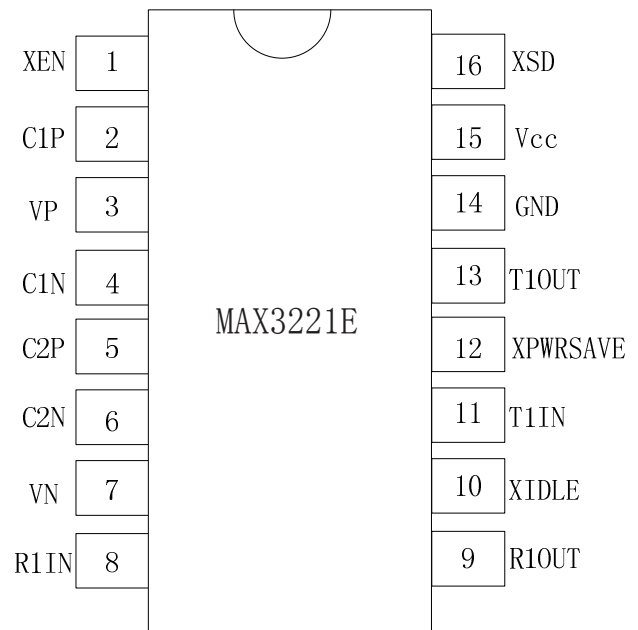 XEN 1 16 XSD
C1P 2 15 Vcc
VP 3 14 GND
C1N 4 13 T1OUT
MAX3221E
C2P 5 12 XPWRSAVE
C2N 6 11 T1IN
VN 7 10 XIDLE
R1IN 8 9 R1OUT